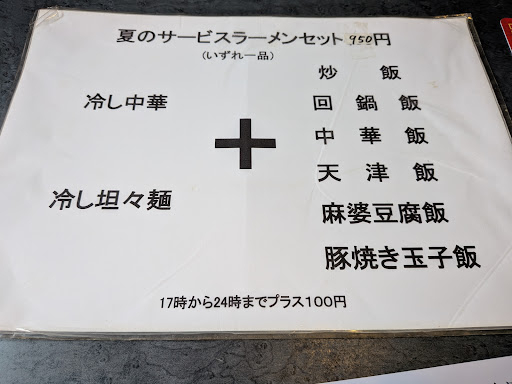 夏のサービスラーメンセット 950円
(いずれ一品)
冷し中華
冷し坦々麺
+
炒 飯
回 鍋 飯
中 華 飯
天 津 飯
麻婆豆腐飯
豚焼き玉子飯
17時から24時までプラス100円